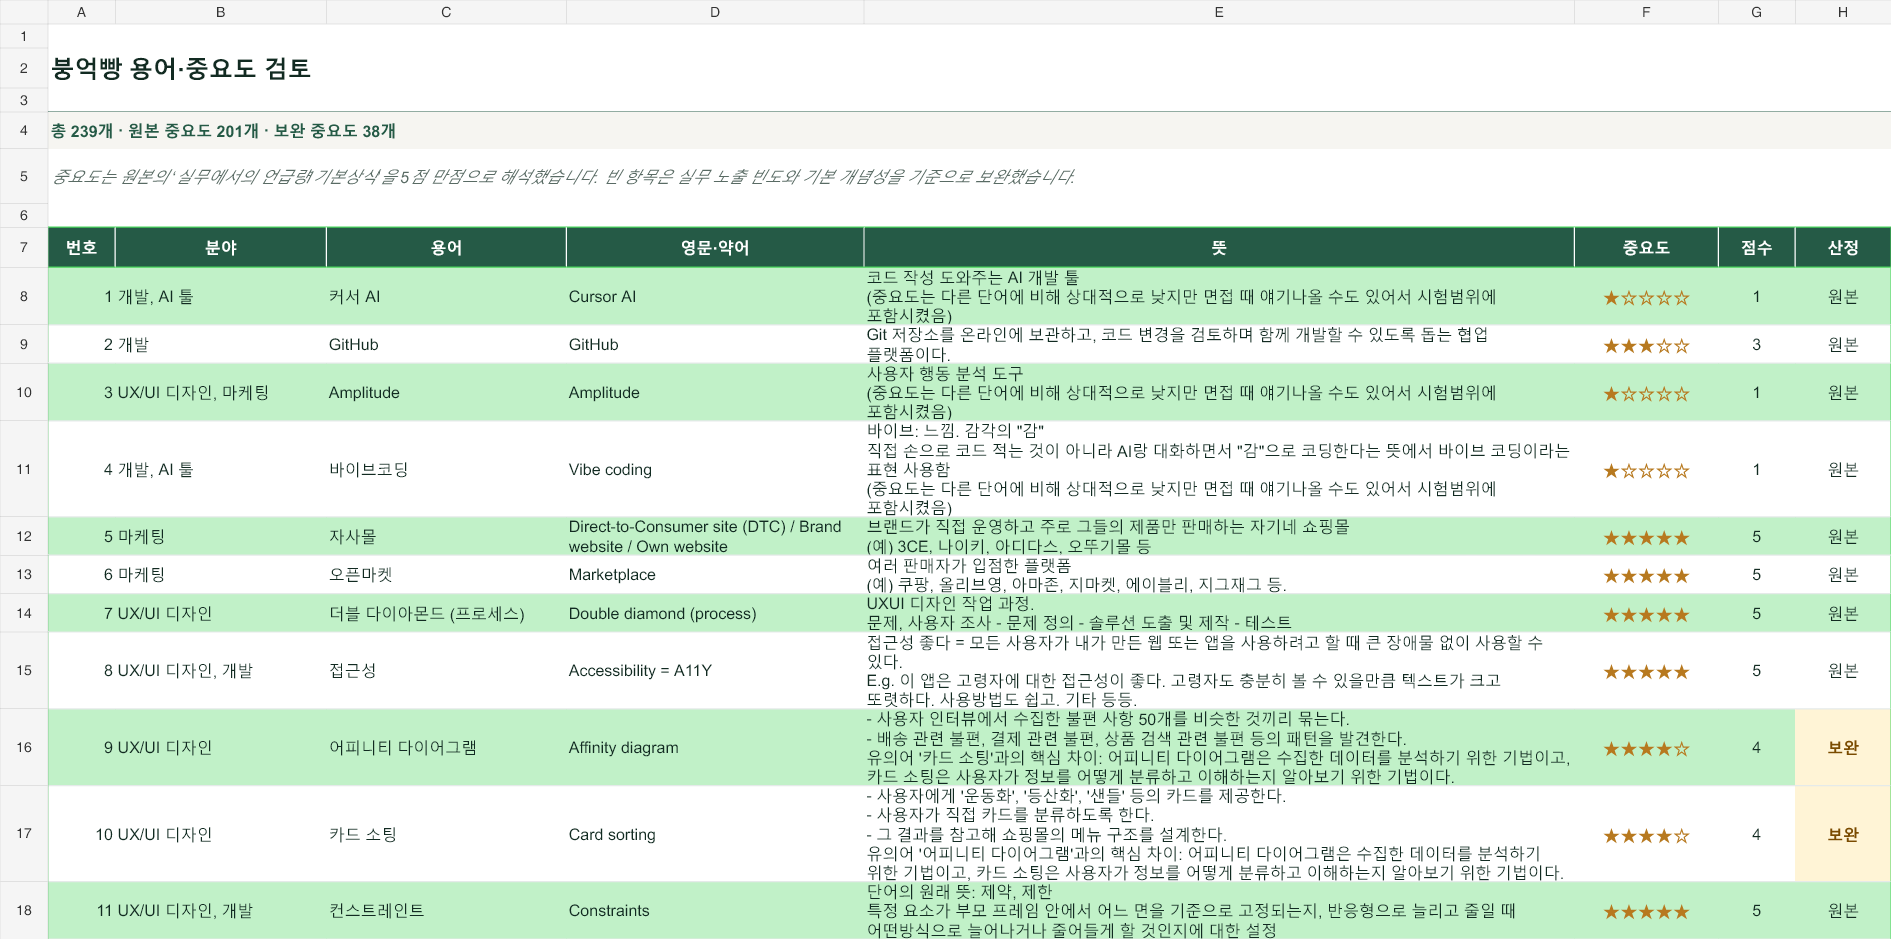 A B C D E F G H
1
2 붕억빵 용어·중요도 검토
3
4 총 239개 · 원본 중요도 201개 · 보완 중요도 38개
5 중요도는 원본의 '실무에서의 언급량/기본상식'을 5점 만점으로 해석했습니다. 빈 항목은 실무 노출 빈도와 기본 개념성을 기준으로 보완했습니다.
6
7 번호 분야 용어 영문·약어 뜻 중요도 점수 산정
8 1 개발, AI 툴 커서 AI Cursor AI
코드 작성 도와주는 AI 개발 툴
(중요도는 다른 단어에 비해 상대적으로 낮지만 면접 때 얘기나올 수도 있어서 시험범위에
포함시켰음)
★☆☆☆☆ 1 원본
9 2 개발 GitHub GitHub
Git 저장소를 온라인에 보관하고, 코드 변경을 검토하며 함께 개발할 수 있도록 돕는 협업
플랫폼이다.
★★★☆☆ 3 원본
10 3 UX/UI 디자인, 마케팅 Amplitude Amplitude
사용자 행동 분석 도구
(중요도는 다른 단어에 비해 상대적으로 낮지만 면접 때 얘기나올 수도 있어서 시험범위에
포함시켰음)
★☆☆☆☆ 1 원본
11 4 개발, AI 툴 바이브코딩 Vibe coding
바이브: 느낌. 감각의 "감"
직접 손으로 코드 적는 것이 아니라 AI랑 대화하면서 "감"으로 코딩한다는 뜻에서 바이브 코딩이라는
표현 사용함
(중요도는 다른 단어에 비해 상대적으로 낮지만 면접 때 얘기나올 수도 있어서 시험범위에
포함시켰음)
★☆☆☆☆ 1 원본
12 5 마케팅 자사몰
Direct-to-Consumer site (DTC) / Brand
website / Own website
브랜드가 직접 운영하고 주로 그들의 제품만 판매하는 자기네 쇼핑몰
(예) 3CE, 나이키, 아디다스, 오뚜기몰 등
★★★★★ 5 원본
13 6 마케팅 오픈마켓 Marketplace
여러 판매자가 입점한 플랫폼
(예) 쿠팡, 올리브영, 아마존, 지마켓, 에이블리, 지그재그 등.
★★★★★ 5 원본
14 7 UX/UI 디자인 더블 다이아몬드 (프로세스) Double diamond (process)
UXUI 디자인 작업 과정.
문제, 사용자 조사 - 문제 정의 - 솔루션 도출 및 제작 - 테스트
★★★★★ 5 원본
15 8 UX/UI 디자인, 개발 접근성 Accessibility = A11Y
접근성 좋다 = 모든 사용자가 내가 만든 웹 또는 앱을 사용하려고 할 때 큰 장애물 없이 사용할 수
있다.
E.g. 이 앱은 고령자에 대한 접근성이 좋다. 고령자도 충분히 볼 수 있을만큼 텍스트가 크고
또렷하다. 사용방법도 쉽고. 기타 등등.
★★★★★ 5 원본
16 9 UX/UI 디자인 어피니티 다이어그램 Affinity diagram
- 사용자 인터뷰에서 수집한 불편 사항 50개를 비슷한 것끼리 묶는다.
- 배송 관련 불편, 결제 관련 불편, 상품 검색 관련 불편 등의 패턴을 발견한다.
유의어 '카드 소팅'과의 핵심 차이: 어피니티 다이어그램은 수집한 데이터를 분석하기 위한 기법이고,
카드 소팅은 사용자가 정보를 어떻게 분류하고 이해하는지 알아보기 위한 기법이다.
★★★★☆ 4 보완
17 10 UX/UI 디자인 카드 소팅 Card sorting
- 사용자에게 '운동화', '등산화', '샌들' 등의 카드를 제공한다.
- 사용자가 직접 카드를 분류하도록 한다.
- 그 결과를 참고해 쇼핑몰의 메뉴 구조를 설계한다.
유의어 '어피니티 다이어그램'과의 핵심 차이: 어피니티 다이어그램은 수집한 데이터를 분석하기
위한 기법이고, 카드 소팅은 사용자가 정보를 어떻게 분류하고 이해하는지 알아보기 위한 기법이다.
★★★★☆ 4 보완
18 11 UX/UI 디자인, 개발 컨스트레인트 Constraints
단어의 원래 뜻: 제약, 제한
특정 요소가 부모 프레임 안에서 어느 면을 기준으로 고정되는지, 반응형으로 늘리고 줄일 때
어떤방식으로 늘어나거나 줄어들게 할 것인지에 대한 설정
★★★★★ 5 원본